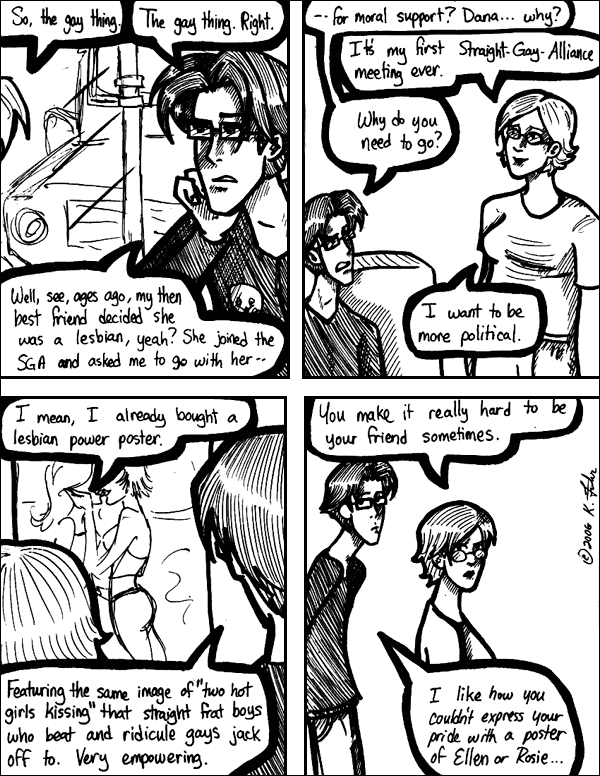 So, the gay thing.
The gay thing. Right.
Well, see, ages ago, my then
best friend decided she
was a lesbian, yeah? She joined the
SGA and asked me to go with her--
-- for moral support? Dana... why?
It's my first Straight-Gay-Alliance
meeting ever.
Why do you
need to go?
I want to be
more political.
I mean, I already bought a
lesbian power poster.
Featuring the same image of "two hot
girls kissing" that straight frat boys
who beat and ridicule gays jack
off to. Very empowering.
You make it really hard to be
your friend sometimes.
I like how you
couldn't express your
pride with a poster
of Ellen or Rosie...
© 2006 K.